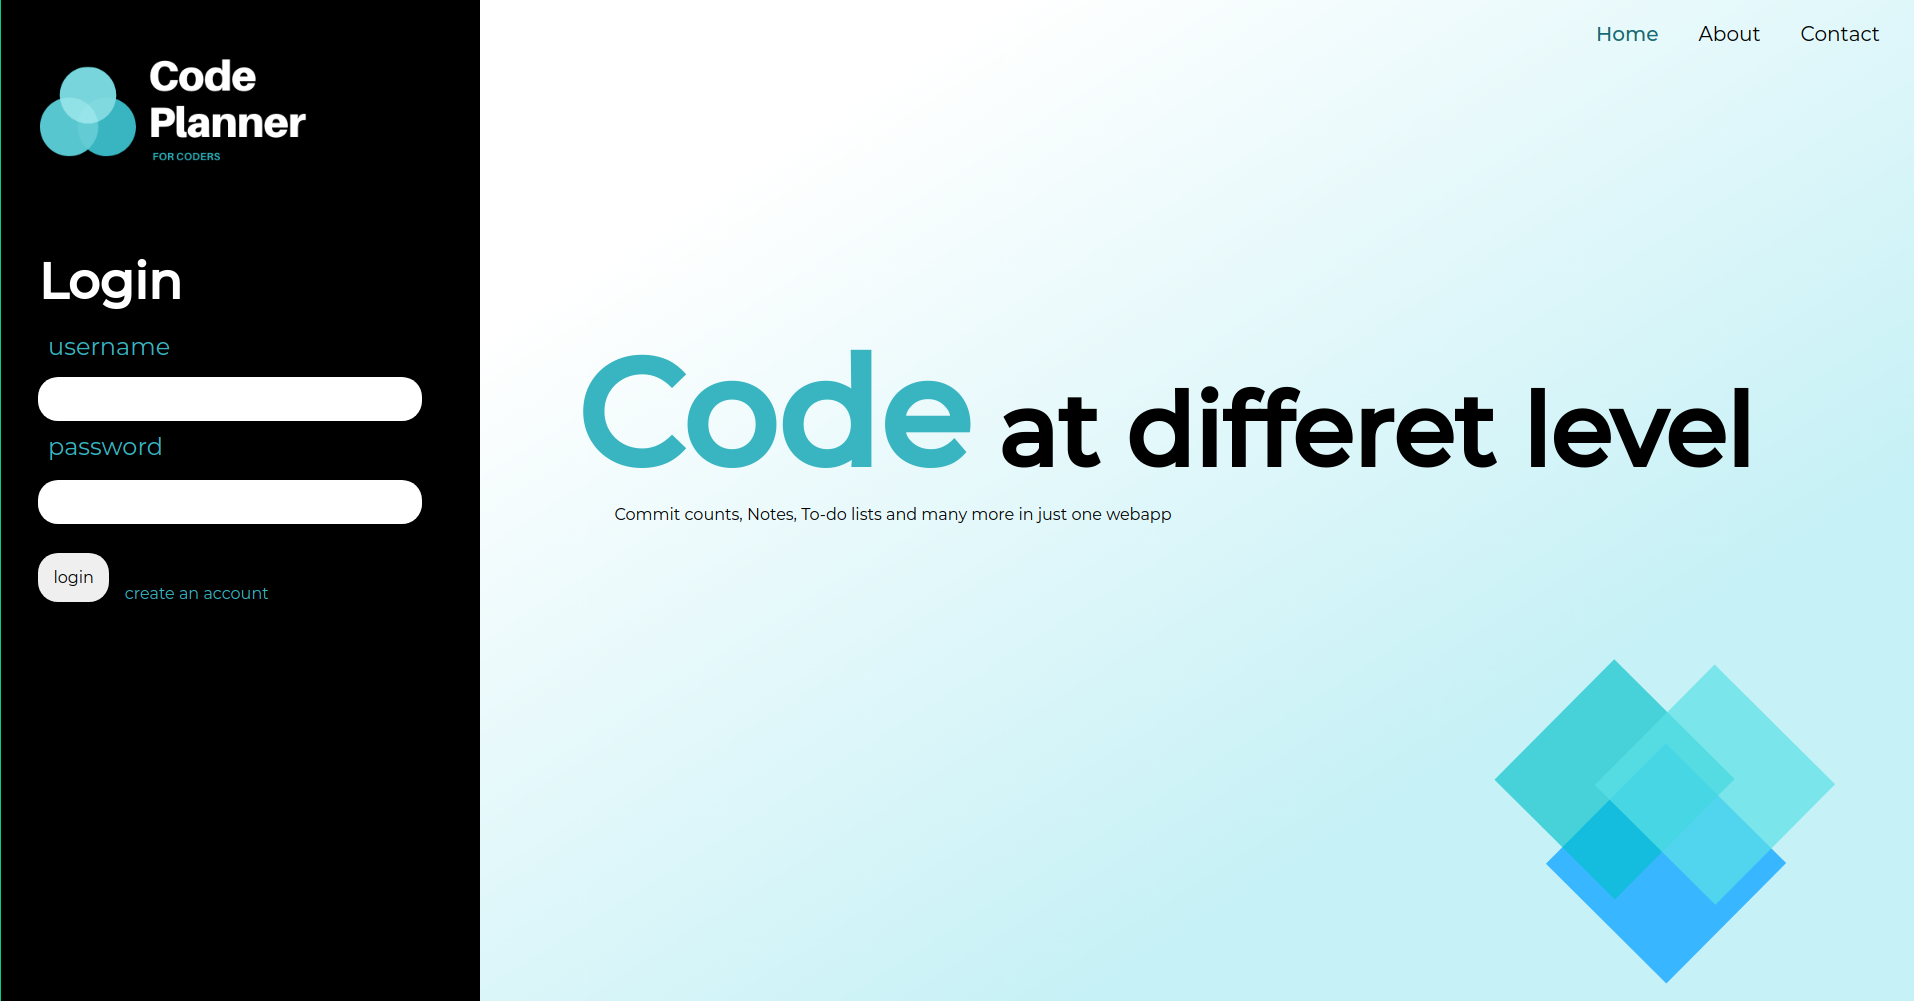 Code
Planner
FOR CODERS
Login
username
password
login
create an account
Home About Contact
Code at differet level
Commit counts, Notes, To-do lists and many more in just one webapp